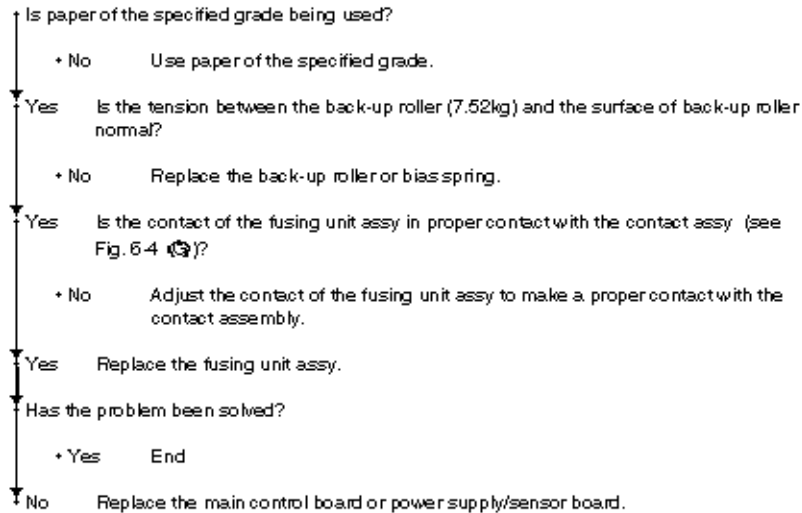 Is paper of the specified grade being used?
• No Use paper of the specified grade.
Yes Is the tension between the back-up roller (7.52kg) and the surface of back-up roller
normal?
• No Replace the back-up roller or bias spring.
Yes Is the contact of the fusing unit assy in proper contact with the contact assy (see
Fig. 6-4 )?
• No Adjust the contact of the fusing unit assy to make a proper contact with the
contact assembly.
Yes Replace the fusing unit assy.
Has the problem been solved?
• Yes End
No Replace the main control board or power supply/sensor board.